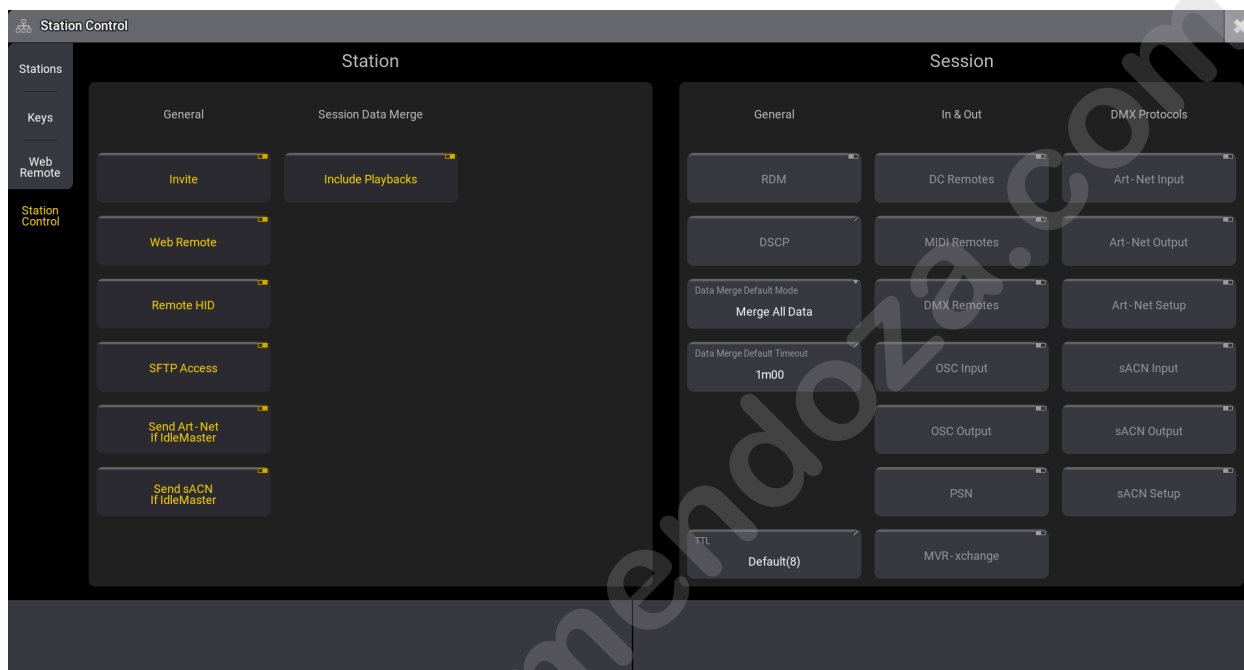 Station Control
Stations
Keys
Web
Remote
Station
Control
Station
General
Session Data Merge
Invite
Include Playbacks
Web Remote
Remote HID
SFTP Access
Send Art-Net
If IdleMaster
Send sACN
If IdleMaster
Session
General
In & Out
DMX Protocols
RDM
DC Remotes
Art-Net Input
DSCP
MIDI Remotes
Art-Net Output
Data Merge Default Mode
Merge All Data
DMX Remotes
Art-Net Setup
Data Merge Default Timeout
1m00
OSC Input
sACN Input
OSC Output
sACN Output
PSN
sACN Setup
TTL
Default(8)
MVR-xchange
mendoza.com